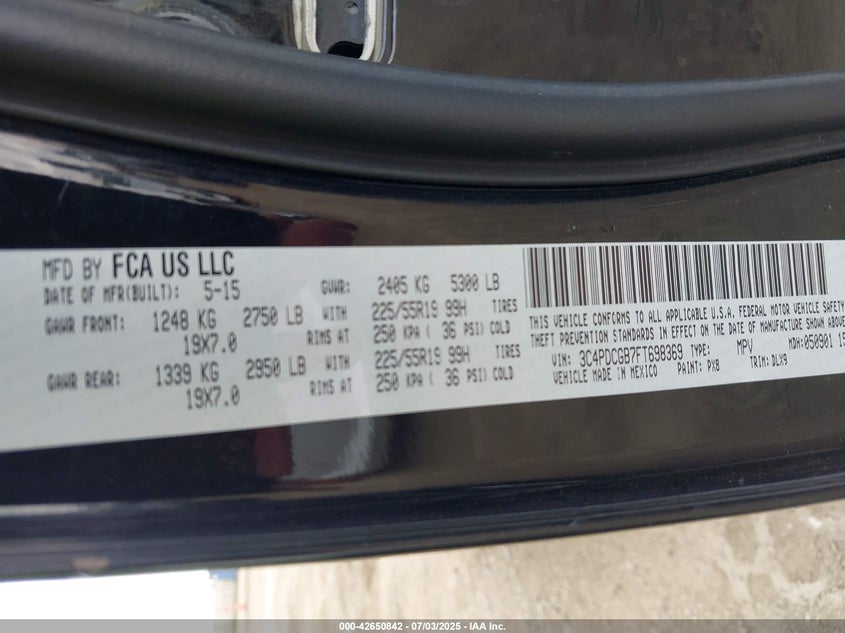 MFD BY FCA US LLC
DATE OF MFR(BUILT): 5-15 GVWR: 2405 KG 5300 LB
GAWR FRONT: 1248 KG 2750 LB WITH 225/55R19 99H TIRES
19X7.0 RIMS AT 250 KPA ( 36 PSI) COLD
GAWR REAR: 1339 KG 2950 LB WITH 225/55R19 99H TIRES
19X7.0 RIMS AT 250 KPA ( 36 PSI) COLD
THIS VEHICLE CONFORMS TO ALL APPLICABLE U.S.A. FEDERAL MOTOR VEHICLE SAFETY
THEFT PREVENTION STANDARDS IN EFFECT ON THE DATE OF MANUFACTURE SHOWN ABOVE
VIN: 3C4PDCGB7FT698369 TYPE: MPV MDH: 050901 15
VEHICLE MADE IN MEXICO PAINT: PX8 TRIM: DLX9
000-42650842 - 07/03/2025 - IAA Inc.